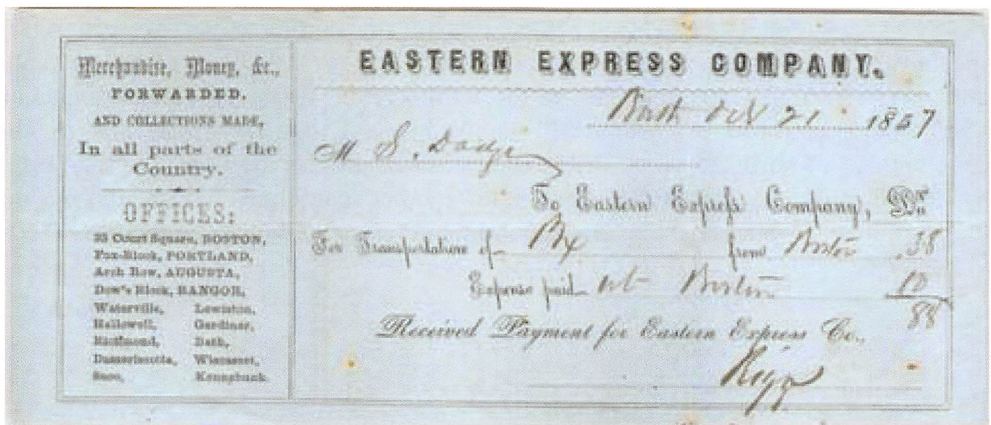 Merchandise, Money, &c.,
FORWARDED,
AND COLLECTIONS MADE,
In all parts of the
Country.
OFFICES:
35 Court Square, BOSTON,
Fox-Block, PORTLAND,
Arch Row, AUGUSTA,
Dow's Block, BANGOR,
Waterville, Lewiston,
Hallowell, Gardiner,
Richmond, Bath,
Damariscotta, Wiscasset,
Saco, Kennebunk.
EASTERN EXPRESS COMPANY.
Bath Oct 21 1857
M S. Dodge
To Eastern Express Company, Dr.
For Transportation of Bx from Boston .38
Expense paid at Boston
88
Received Payment for Eastern Express Co.,